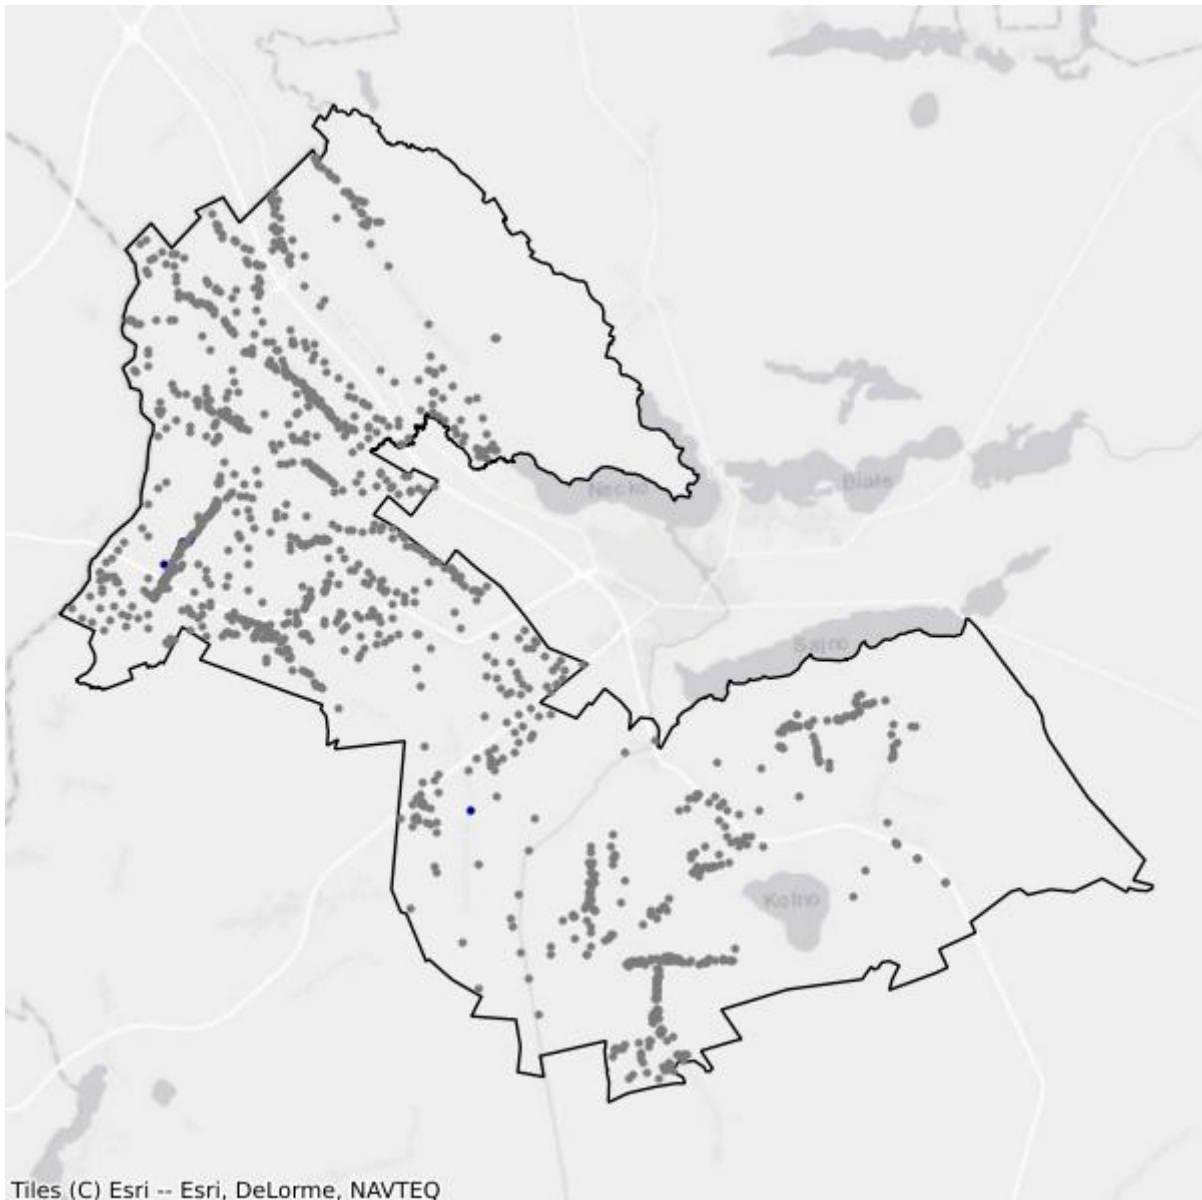 Necko
Białe
Sajno
Kolno
Tiles (C) Esri -- Esri, DeLorme, NAVTEQ